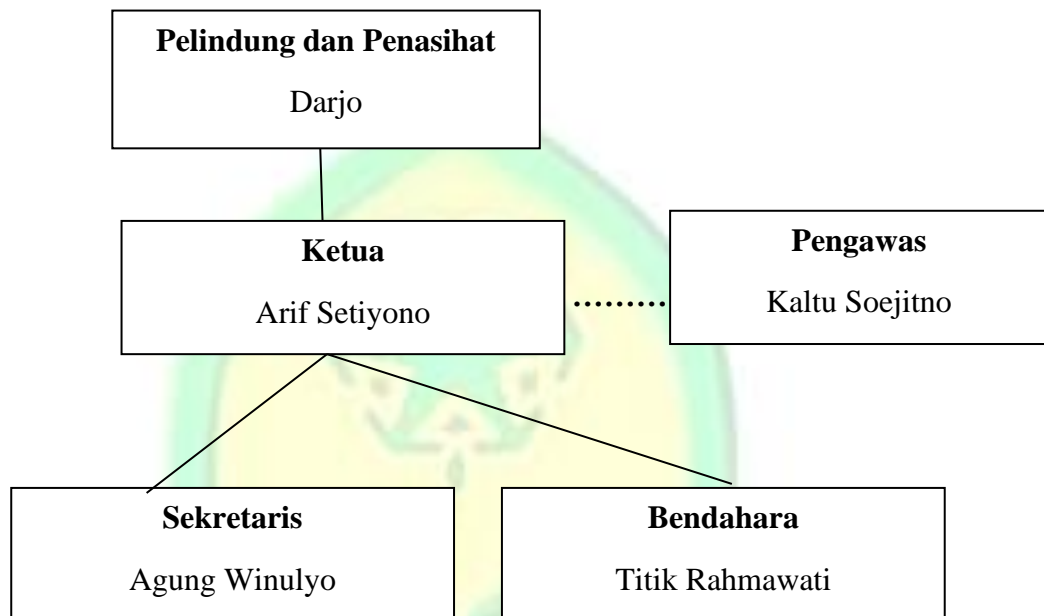 Pelindung dan Penasihat
Darjo
Ketua
Arif Setiyono
Pengawas
Kaltu Soejitno
Sekretaris
Agung Winulyo
Bendahara
Titik Rahmawati